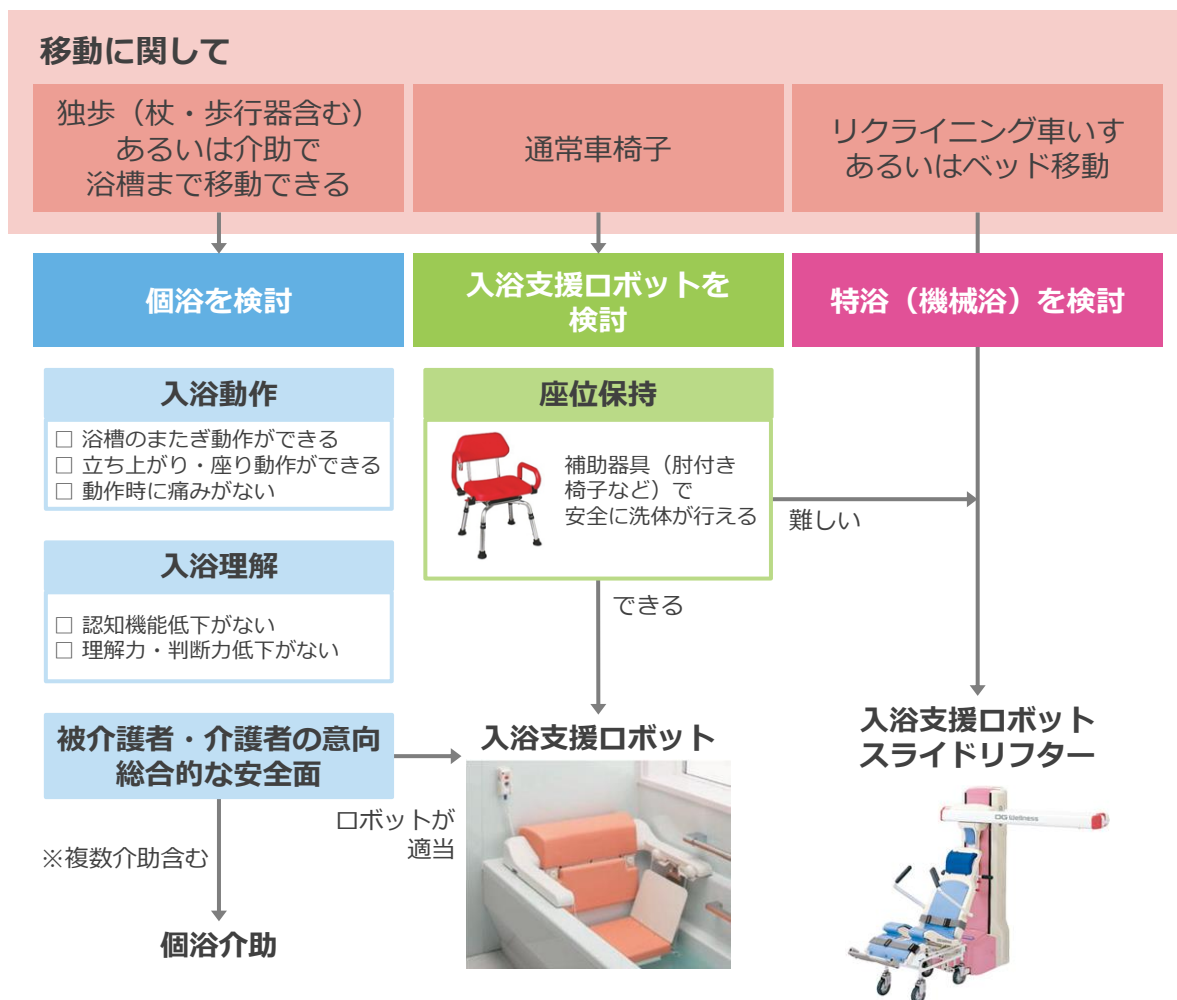 移動に関して
独歩（杖・歩行器含む）
あるいは介助で
浴槽まで移動できる
通常車椅子
リクライニング車いす
あるいはベッド移動
個浴を検討
入浴支援ロボットを
検討
特浴（機械浴）を検討
入浴動作
□ 浴槽のまたぎ動作ができる
□ 立ち上がり・座り動作ができる
□ 動作時に痛みがない
座位保持
補助器具（肘付き
椅子など）で
安全に洗体が行える
難しい
できる
入浴理解
□ 認知機能低下がない
□ 理解力・判断力低下がない
被介護者・介護者の意向
総合的な安全面
ロボットが
適当
※複数介助含む
個浴介助
入浴支援ロボット
入浴支援ロボット
スライドリフター
OG Wellness